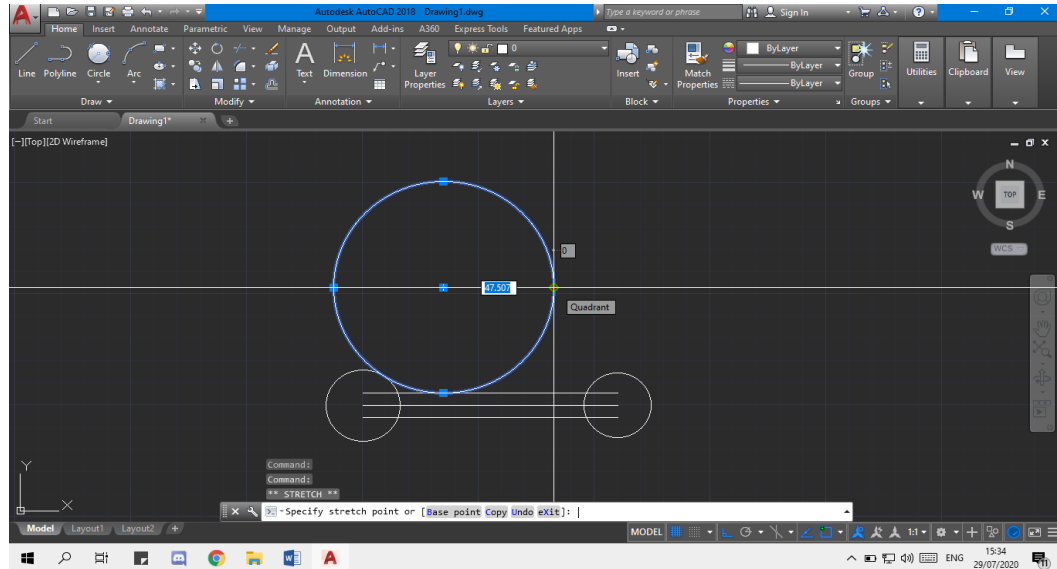 Autodesk AutoCAD 2018 Drawing1.dwg
Type a keyword or phrase
Sign In
Home Insert Annotate Parametric View Manage Output Add-ins A360 Express Tools Featured Apps
0
ByLayer
ByLayer
ByLayer
Line Polyline Circle Arc
Text Dimension
Layer Properties
Insert
Match Properties
Group
Utilities Clipboard View
Draw Modify Annotation Layers Block Properties Groups
Start Drawing1* +
[−][Top][2D Wireframe]
N
W TOP E
S
WCS
0
47.507
Quadrant
Command:
Command:
** STRETCH **
Specify stretch point or [Base point Copy Undo eXit]:
Y
X
Model Layout1 Layout2 +
MODEL 1:1
ENG
15:34
29/07/2020
11